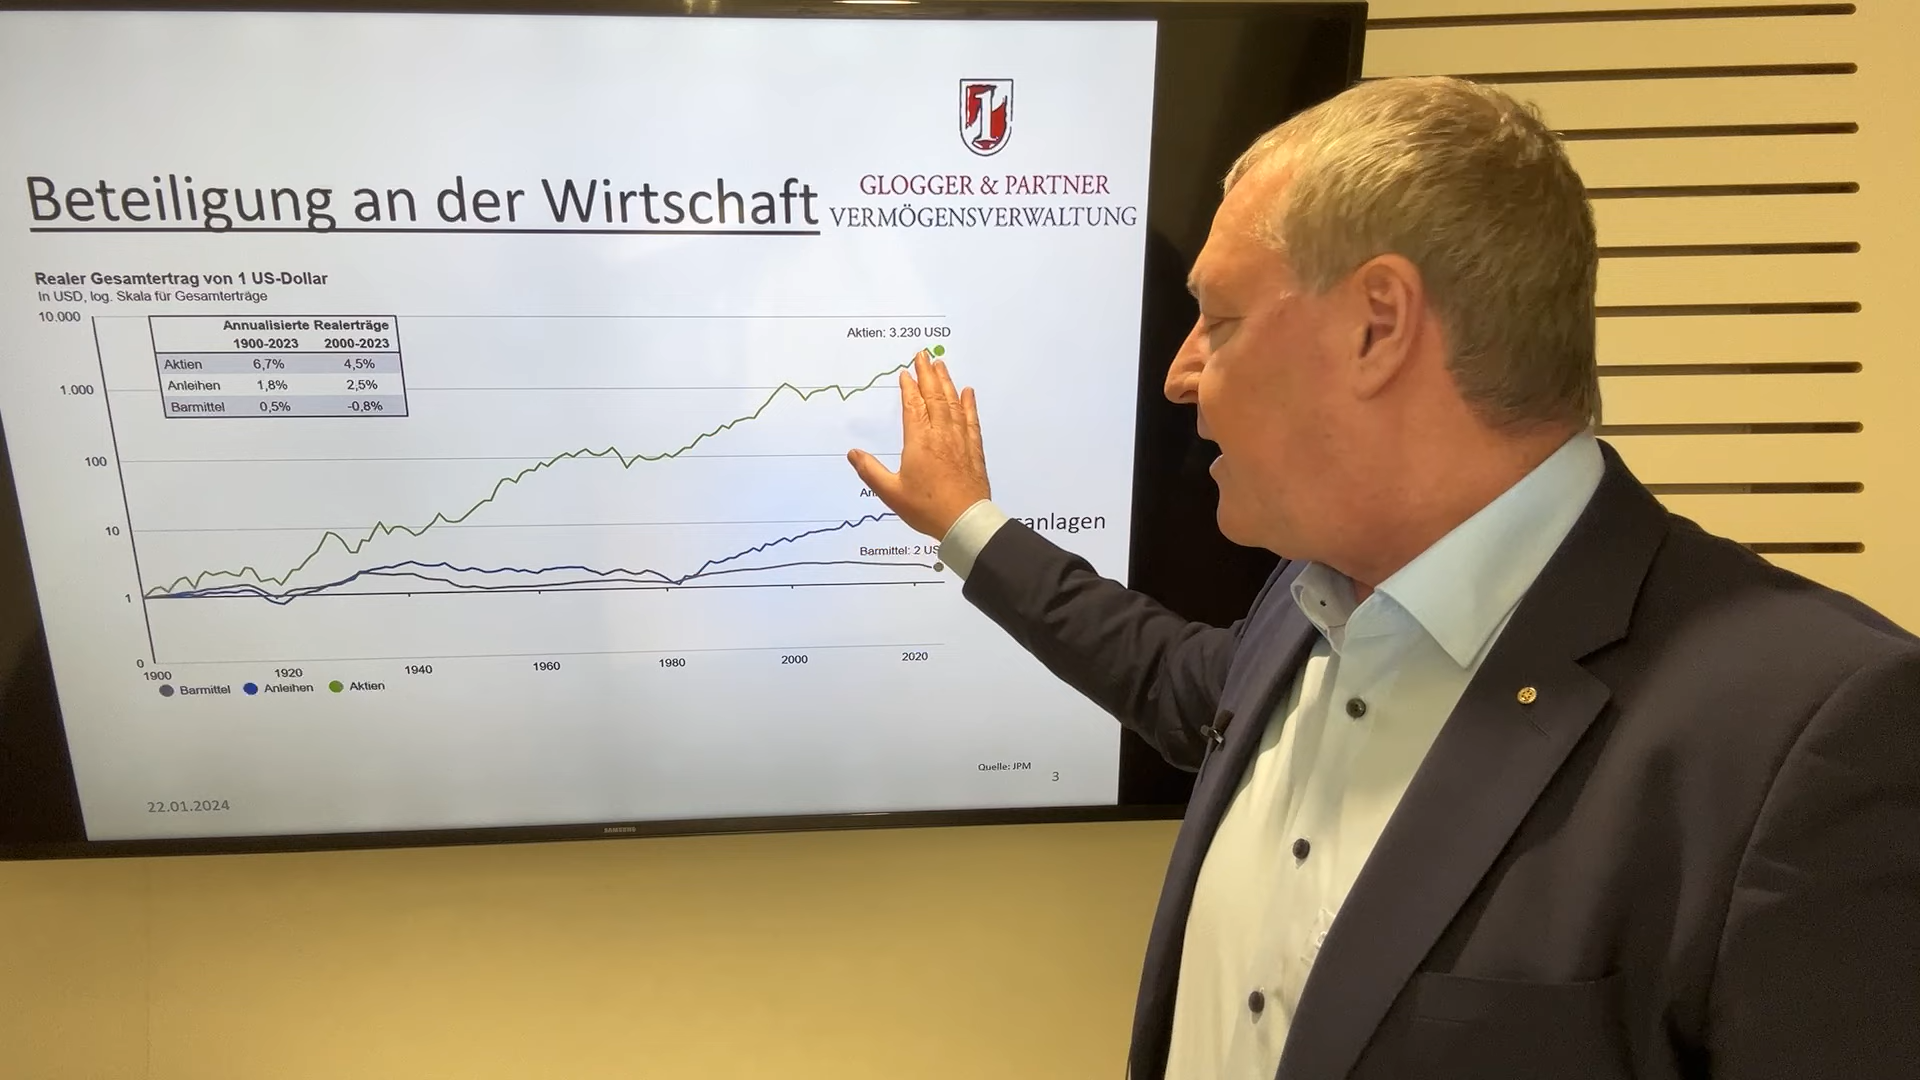 1
GLOGGER & PARTNER
VERMÖGENSVERWALTUNG
Beteiligung an der Wirtschaft
Realer Gesamtertrag von 1 US-Dollar
In USD, log. Skala für Gesamterträge
Annualisierte Realerträge
1900-2023 2000-2023
Aktien 6,7% 4,5%
Anleihen 1,8% 2,5%
Barmittel 0,5% -0,8%
10.000
1.000
100
10
1
0
Aktien: 3.230 USD
Barmittel: 2
1900 1920 1940 1960 1980 2000 2020
Barmittel Anleihen Aktien
Quelle: JPM
3
22.01.2024
SAMSUNG